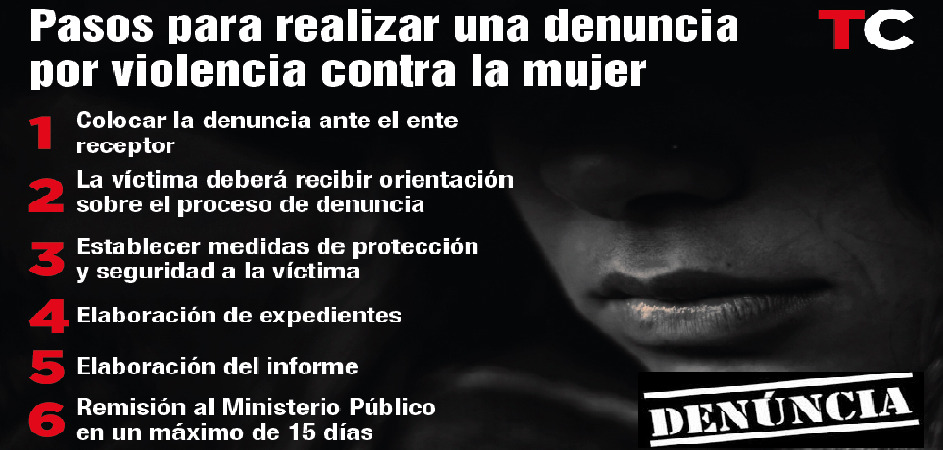 Pasos para realizar una denuncia
por violencia contra la mujer
TC
1 Colocar la denuncia ante el ente
receptor
2 La víctima deberá recibir orientación
sobre el proceso de denuncia
3 Establecer medidas de protección
y seguridad a la víctima
4 Elaboración de expedientes
5 Elaboración del informe
6 Remisión al Ministerio Público
en un máximo de 15 días
DENÚNCIA